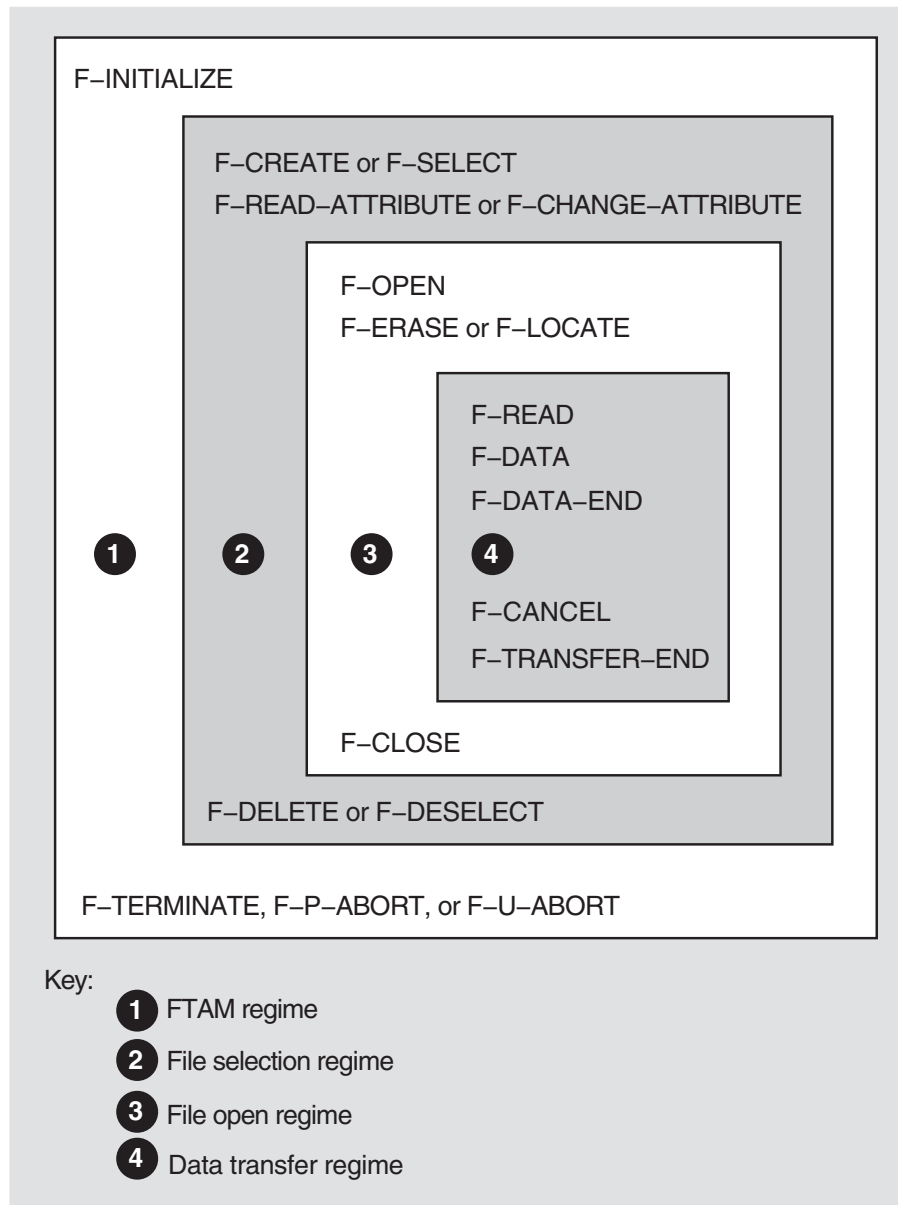 F–INITIALIZE
F–CREATE or F–SELECT
F–READ–ATTRIBUTE or F–CHANGE–ATTRIBUTE
F–OPEN
F–ERASE or F–LOCATE
F–READ
F–DATA
F–DATA–END
1 2 3 4
F–CANCEL
F–TRANSFER–END
F–CLOSE
F–DELETE or F–DESELECT
F–TERMINATE, F–P–ABORT, or F–U–ABORT
Key:
1 FTAM regime
2 File selection regime
3 File open regime
4 Data transfer regime